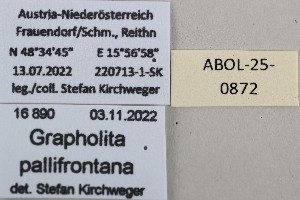 Austria-Niederösterreich
Frauendorf/Schm., Reithn
N 48°34'45" E 15°56'58"
13.07.2022 220713-1-SK
leg./coll. Stefan Kirchweger
16 890 03.11.2022
Grapholita
pallifrontana
det. Stefan Kirchweger
ABOL-25-
0872